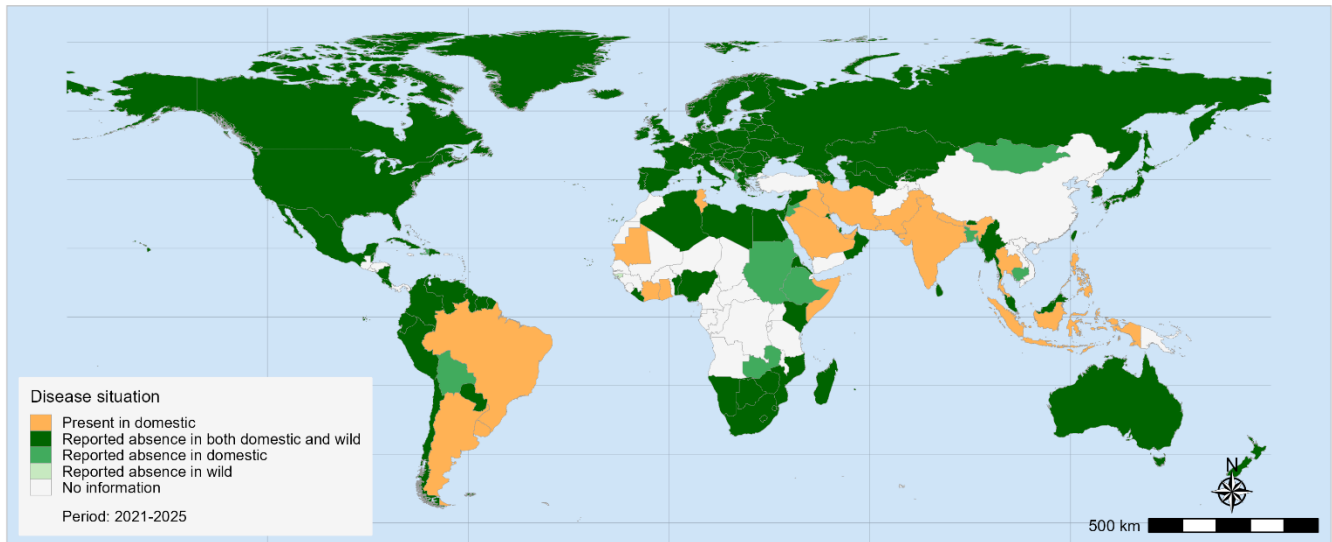 Disease situation
Present in domestic
Reported absence in both domestic and wild
Reported absence in domestic
Reported absence in wild
No information
Period: 2021-2025
N
500 km